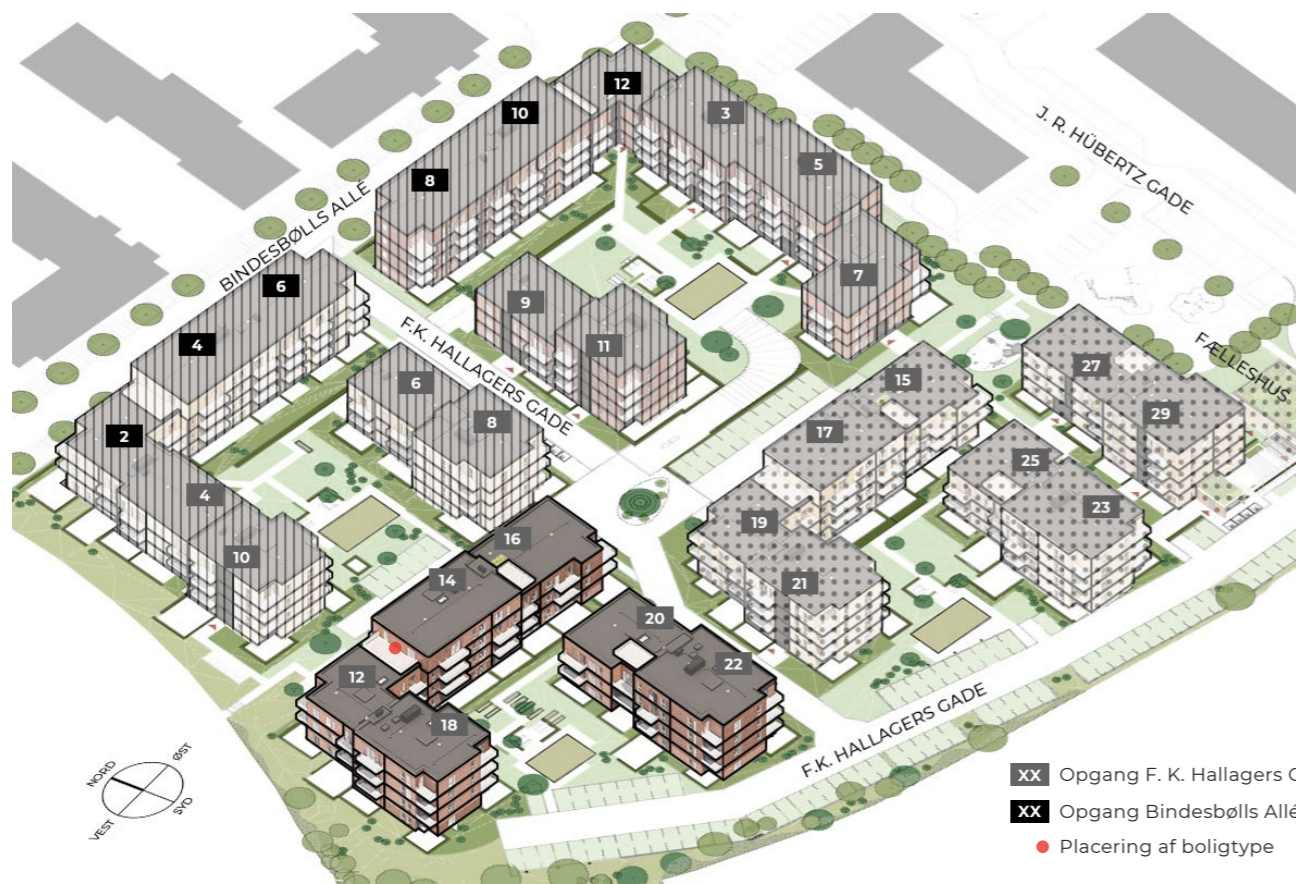 12
10
3
8
5
J. R. HÜBERTZ GADE
BINDESBØLLS ALLÉ
6
9
7
F.K. HALLAGERS GADE
11
4
27
FÆLLESHUS
15
6
29
8
17
2
25
4
19
23
16
10
21
14
20
22
12
18
F.K. HALLAGERS GADE
NORD
ØST
VEST
SYD
XX Opgang F. K. Hallagers G
XX Opgang Bindesbølls Allé
Placering af boligtype